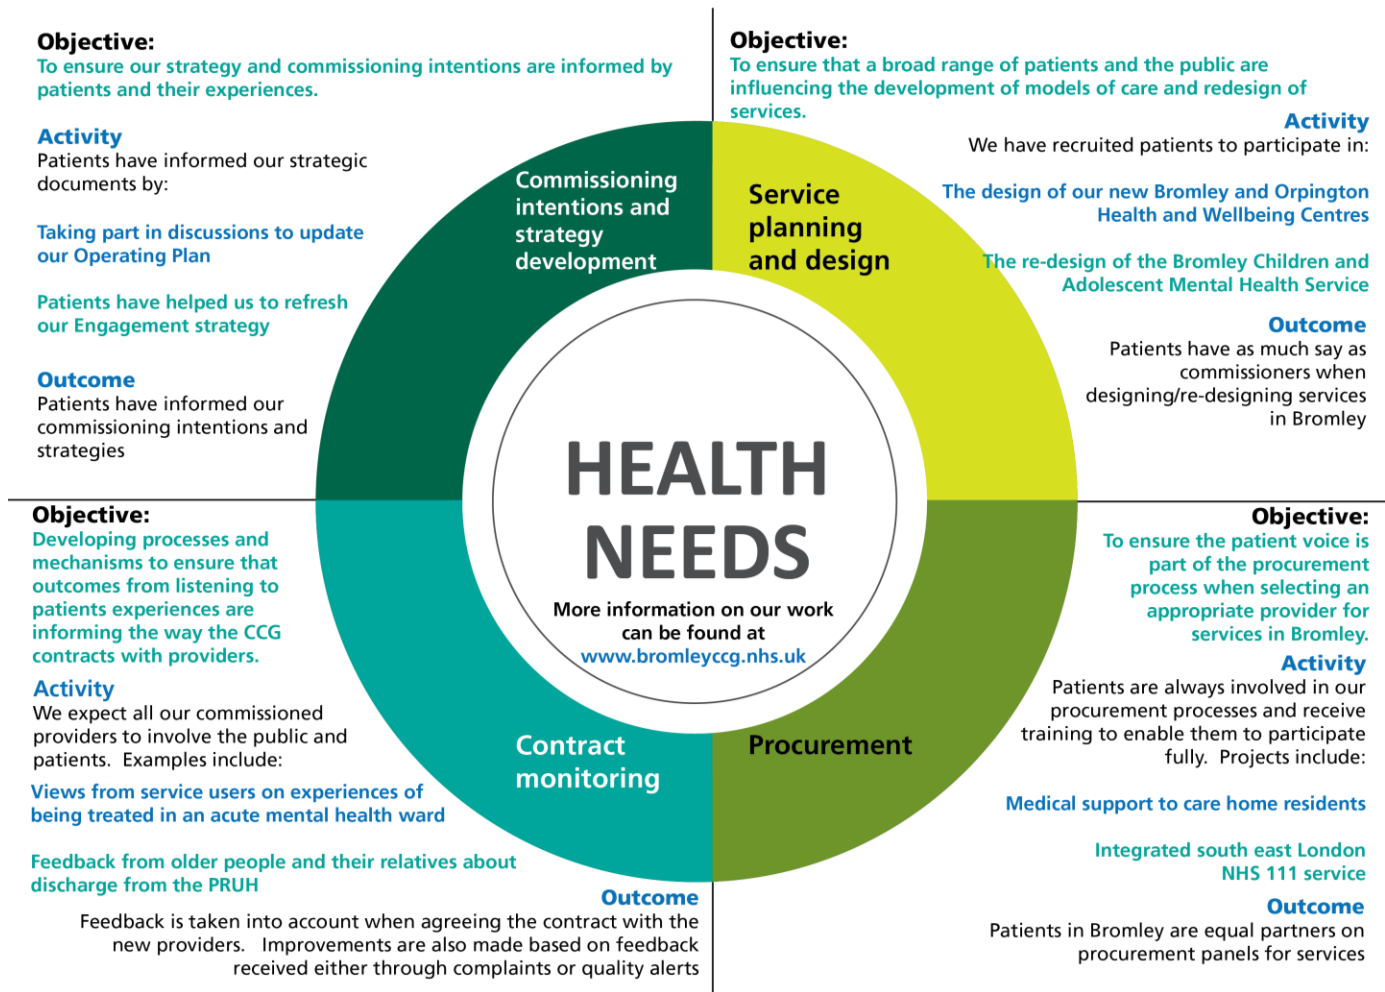 Objective:
To ensure our strategy and commissioning intentions are informed by
patients and their experiences.
Activity
Patients have informed our strategic
documents by:
Taking part in discussions to update
our Operating Plan
Patients have helped us to refresh
our Engagement strategy
Outcome
Patients have informed our
commissioning intentions and
strategies
Commissioning
intentions and
strategy
development
Objective:
To ensure that a broad range of patients and the public are
influencing the development of models of care and redesign of
services.
Activity
We have recruited patients to participate in:
The design of our new Bromley and Orpington
Health and Wellbeing Centres
The re-design of the Bromley Children and
Adolescent Mental Health Service
Outcome
Patients have as much say as
commissioners when
designing/re-designing services
in Bromley
Service
planning
and design
HEALTH
NEEDS
More information on our work
can be found at
www.bromleyccg.nhs.uk
Objective:
Developing processes and
mechanisms to ensure that
outcomes from listening to
patients experiences are
informing the way the CCG
contracts with providers.
Activity
We expect all our commissioned
providers to involve the public and
patients.  Examples include:
Views from service users on experiences of
being treated in an acute mental health ward
Feedback from older people and their relatives about
discharge from the PRUH
Outcome
Feedback is taken into account when agreeing the contract with the
new providers.   Improvements are also made based on feedback
received either through complaints or quality alerts
Contract
monitoring
Objective:
To ensure the patient voice is
part of the procurement
process when selecting an
appropriate provider for
services in Bromley.
Activity
Patients are always involved in our
procurement processes and receive
training to enable them to participate
fully.  Projects include:
Medical support to care home residents
Integrated south east London
NHS 111 service
Outcome
Patients in Bromley are equal partners on
procurement panels for services
Procurement